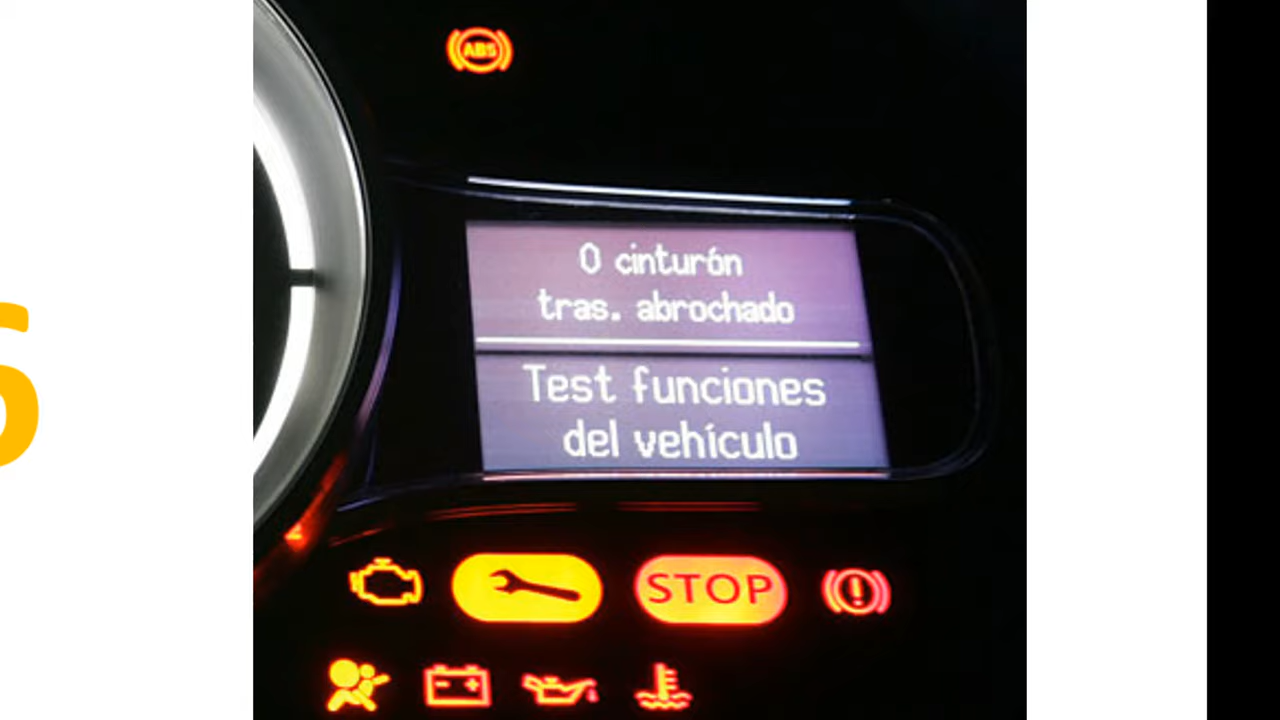 ABS
0 cinturón
tras. abrochado
Test funciones
del vehículo
STOP